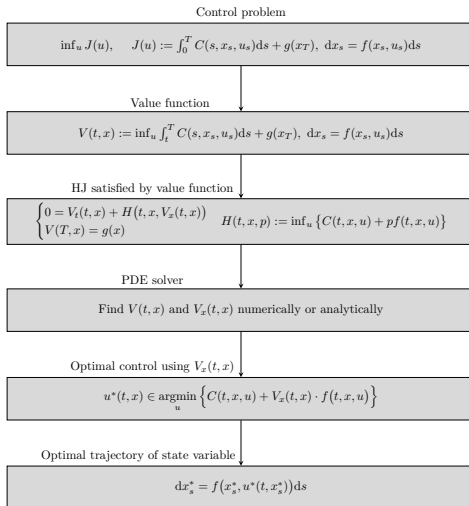 Control problem
inf_u J(u),   J(u) := ∫_0^T C(s, x_s, u_s)ds + g(x_T), dx_s = f(x_s, u_s)ds
Value function
V(t, x) := inf_u ∫_t^T C(s, x_s, u_s)ds + g(x_T), dx_s = f(x_s, u_s)ds
HJ satisfied by value function
{0 = V_t(t, x) + H(t, x, V_x(t, x))
V(T, x) = g(x)   H(t, x, p) := inf_u {C(t, x, u) + pf(t, x, u)}
PDE solver
Find V(t, x) and V_x(t, x) numerically or analytically
Optimal control using V_x(t, x)
u*(t, x) ∈ argmin_u {C(t, x, u) + V_x(t, x) · f(t, x, u)}
Optimal trajectory of state variable
dx*_s = f(x*_s, u*(t, x*_s))ds